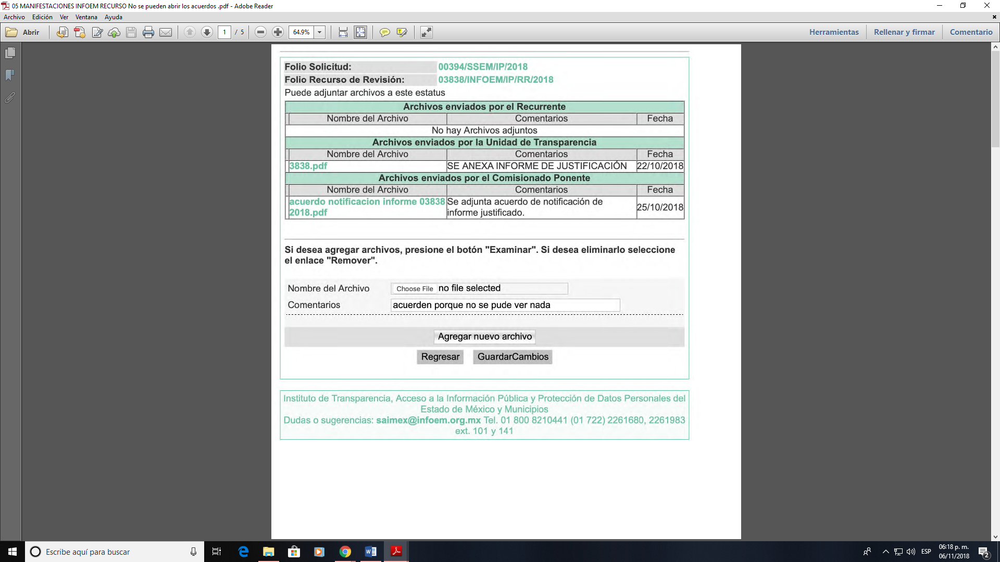 05 MANIFESTACIONES INFOEM RECURSO No se pueden abrir los acuerdos .pdf - Adobe Reader
Archivo Edición Ver Ventana Ayuda
Abrir 1 / 5 64.9% Herramientas Rellenar y firmar Comentario
Folio Solicitud: 00394/SSEM/IP/2018
Folio Recurso de Revisión: 03838/INFOEM/IP/RR/2018
Puede adjuntar archivos a este estatus
Archivos enviados por el Recurrente
Nombre del Archivo Comentarios Fecha
No hay Archivos adjuntos
Archivos enviados por la Unidad de Transparencia
Nombre del Archivo Comentarios Fecha
3838.pdf SE ANEXA INFORME DE JUSTIFICACIÓN 22/10/2018
Archivos enviados por el Comisionado Ponente
Nombre del Archivo Comentarios Fecha
acuerdo notificacion informe 03838 2018.pdf Se adjunta acuerdo de notificación de informe justificado. 25/10/2018
Si desea agregar archivos, presione el botón "Examinar". Si desea eliminarlo seleccione
el enlace "Remover".
Nombre del Archivo Choose File no file selected
Comentarios acuerden porque no se pude ver nada
Agregar nuevo archivo
Regresar GuardarCambios
Instituto de Transparencia, Acceso a la Información Pública y Protección de Datos Personales del
Estado de México y Municipios
Dudas o sugerencias: saimex@infoem.org.mx Tel. 01 800 8210441 (01 722) 2261680, 2261983
ext. 101 y 141
Escribe aquí para buscar
ESP
06:18 p. m.
06/11/2018
2